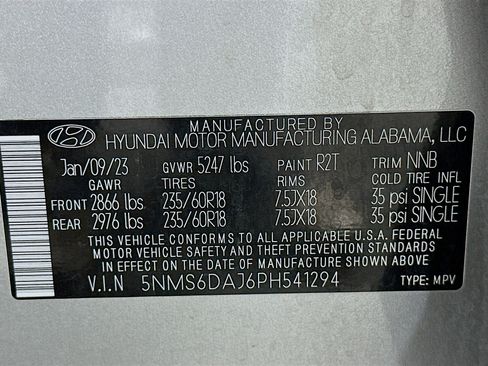 MANUFACTURED BY
HYUNDAI MOTOR MANUFACTURING ALABAMA, LLC
Jan/09/23 GVWR 5247 lbs PAINT R2T TRIM NNB
GAWR TIRES RIMS COLD TIRE INFL
FRONT 2866 lbs 235/60R18 7.5JX18 35 psi SINGLE
REAR 2976 lbs 235/60R18 7.5JX18 35 psi SINGLE
THIS VEHICLE CONFORMS TO ALL APPLICABLE U.S.A. FEDERAL
MOTOR VEHICLE SAFETY AND THEFT PREVENTION STANDARDS
IN EFFECT ON THE DATE OF MANUFACTURE SHOWN ABOVE.
V.I.N 5NMS6DAJ6PH541294 TYPE: MPV